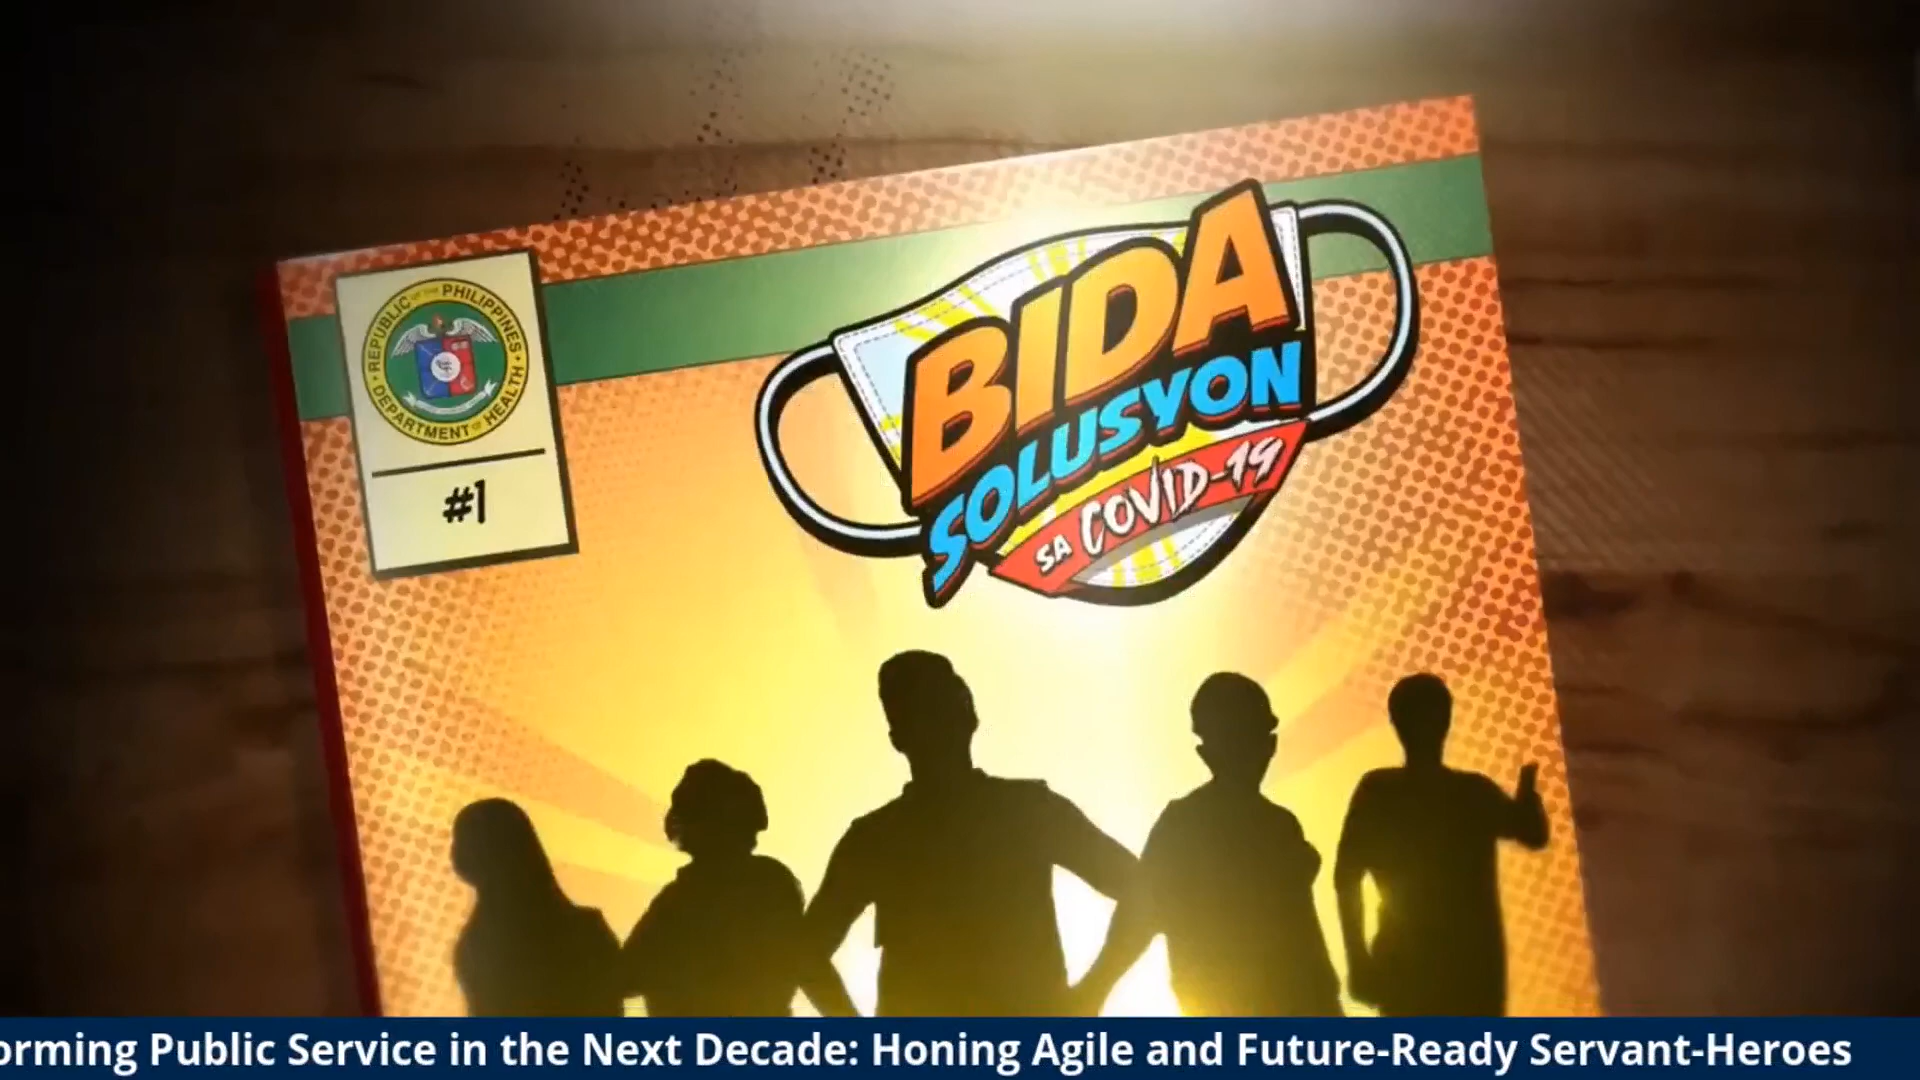 REPUBLIC OF THE PHILIPPINES
DEPARTMENT OF HEALTH
#1
BIDA
SOLUSYON
SA COVID-19
orming Public Service in the Next Decade: Honing Agile and Future-Ready Servant-Heroes